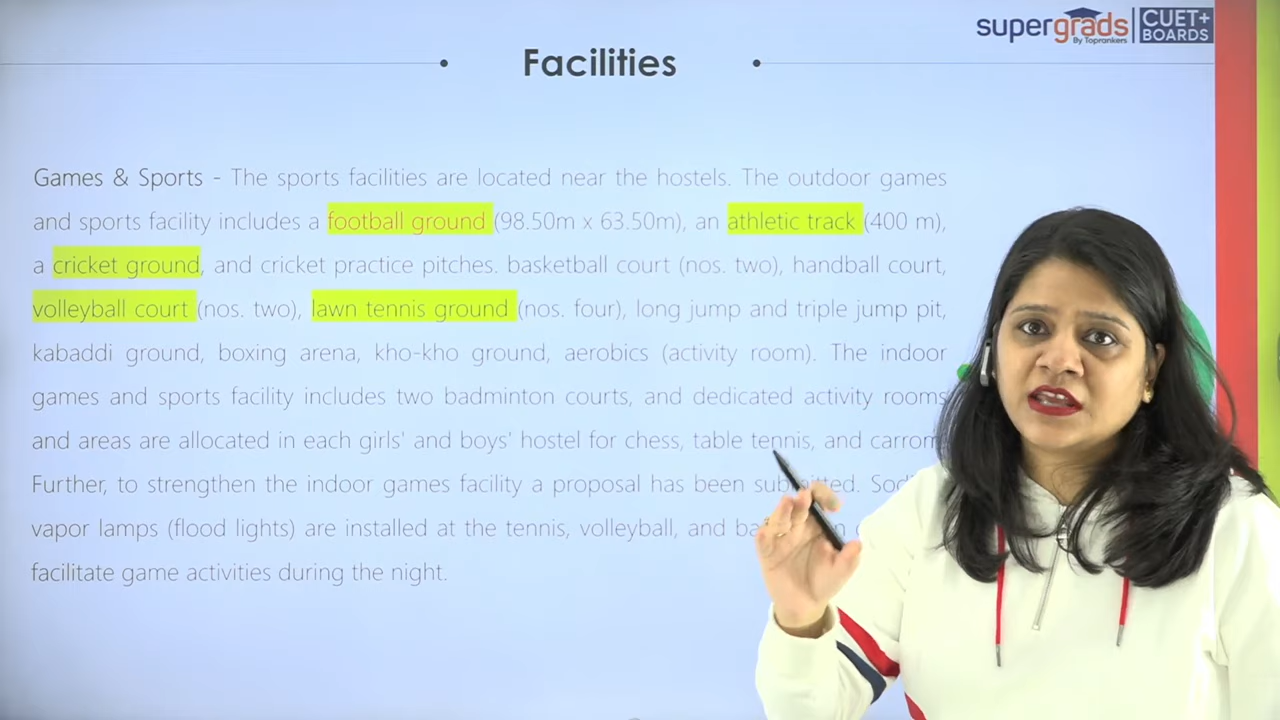 supergrads
By Toprankers
CUET+
BOARDS
Facilities
Games & Sports - The sports facilities are located near the hostels. The outdoor games
and sports facility includes a football ground (98.50m x 63.50m), an athletic track (400 m),
a cricket ground, and cricket practice pitches. basketball court (nos. two), handball court,
volleyball court (nos. two), lawn tennis ground (nos. four), long jump and triple jump pit,
kabaddi ground, boxing arena, kho-kho ground, aerobics (activity room). The indoor
games and sports facility includes two badminton courts, and dedicated activity rooms
and areas are allocated in each girls' and boys' hostel for chess, table tennis, and carrom
Further, to strengthen the indoor games facility a proposal has been submitted.
vapor lamps (flood lights) are installed at the tennis, volleyball, and
facilitate game activities during the night.